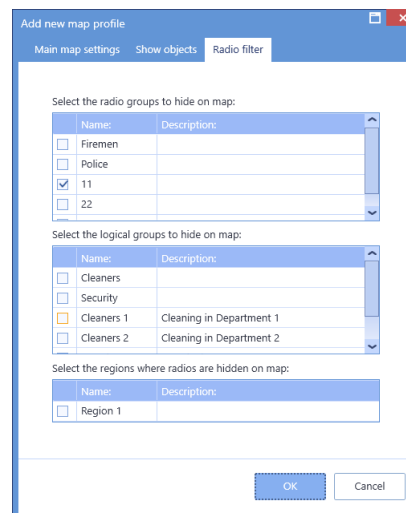 Add new map profile
Main map settings Show objects Radio filter
Select the radio groups to hide on map:
Name: Description:
Firemen
Police
11
22
Select the logical groups to hide on map:
Name: Description:
Cleaners
Security
Cleaners 1 Cleaning in Department 1
Cleaners 2 Cleaning in Department 2
Select the regions where radios are hidden on map:
Name: Description:
Region 1
OK Cancel